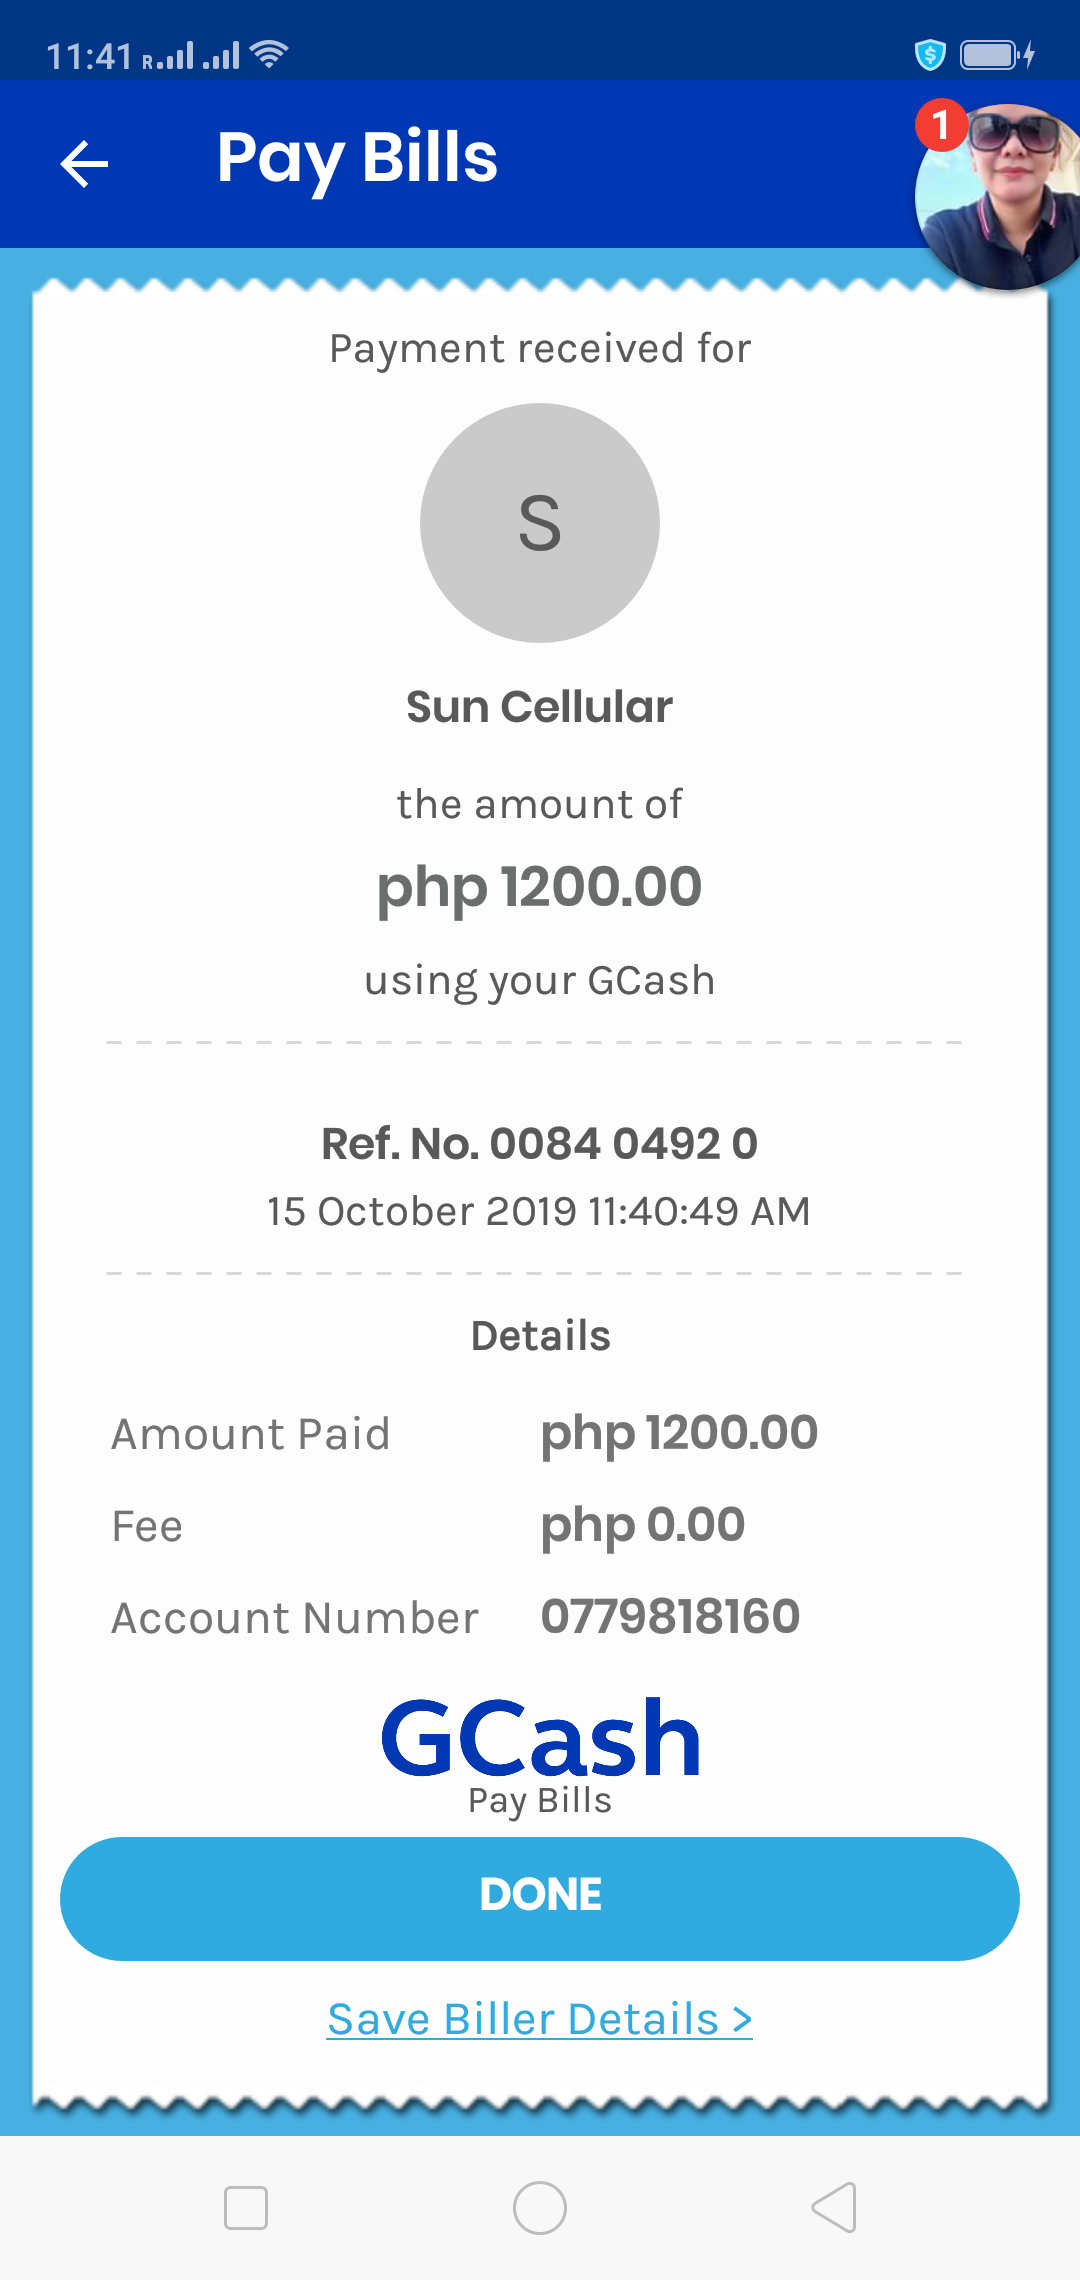 11:41
R
1
Pay Bills
Payment received for
S
Sun Cellular
the amount of
php 1200.00
using your GCash
Ref. No. 0084 0492 0
15 October 2019 11:40:49 AM
Details
Amount Paid php 1200.00
Fee php 0.00
Account Number 0779818160
GCash
Pay Bills
DONE
Save Biller Details >